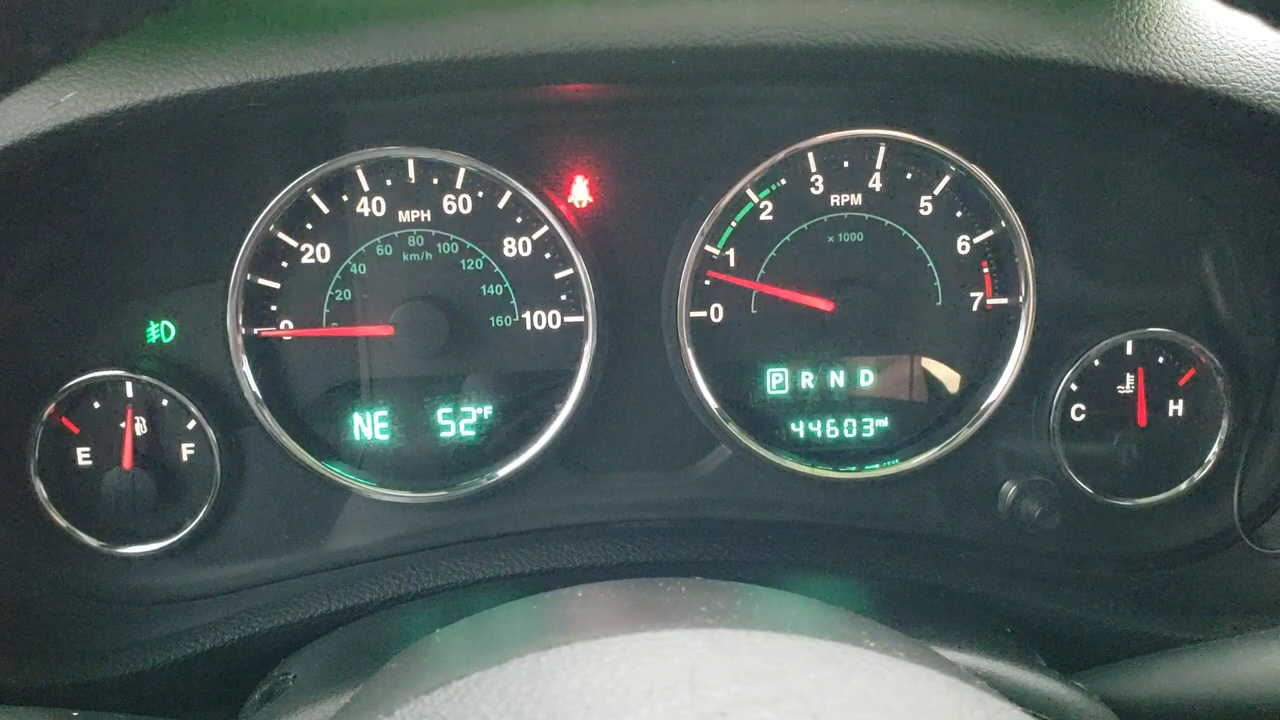 40 MPH 60
20 80
100
60 80 100
40 km/h 120
20 140
0 160
0
NE 52°F
E F
3 4
2 RPM 5
1 x 1000 6
0 7
P R N D
44603mi
C H